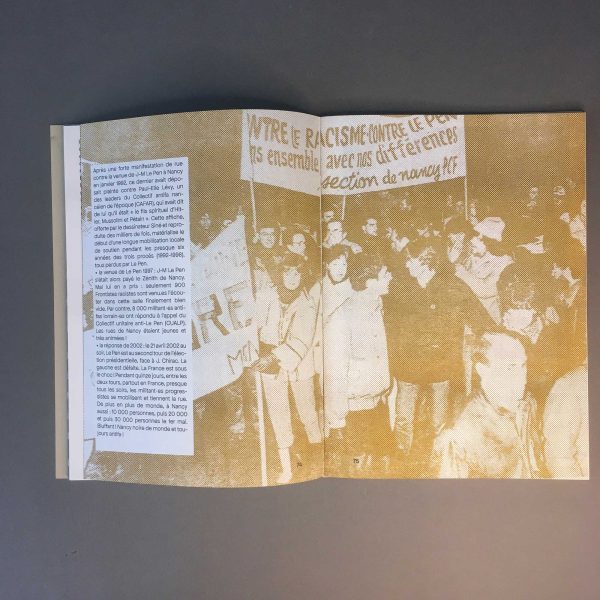 NTRE LE RACISME-CONTRE LE PEN
ns ensemble avec nos différences
section de nancy PCF
Après une forte manifestation de rue
contre la venue de J-M Le Pen à Nancy
en janvier 1992, ce dernier avait dépo-
sé plainte contre Paul-Elie Lévy, un
des leaders du Collectif antifa nan-
céien de l'époque (CAFAR), qui avait dit
de lui qu'il était « le fils spirituel d'Hit-
ler, Mussolini et Pétain ». Cette affiche,
offerte par le dessinateur Siné et repro-
duite des milliers de fois, matérialise le
début d'une longue mobilisation locale
de soutien pendant les presque six
années des trois procès (1992-1998),
tous perdus par Le Pen.
• la venue de Le Pen 1997 : J-M Le Pen
s'était alors payé le Zénith de Nancy.
Mal lui en a pris : seulement 900
Frontistes racistes sont venu.es l'écou-
ter dans cette salle finalement bien
vide. Par contre, 8 000 militant-es anti-
fas lorrain-es ont répondu à l'appel du
Collectif unitaire anti-Le Pen (CUALP).
Les rues de Nancy étaient jeunes et
très animées !
• la réponse de 2002 : le 21 avril 2002 au
soir, Le Pen est au second tour de l'élec-
tion présidentielle, face à J. Chirac. La
gauche est défaite. La France est sous
le choc ! Pendant quinze jours, entre les
deux tours, partout en France, presque
tous les soirs, les militant-es progres-
sistes se mobilisent et tiennent la rue.
De plus en plus de monde, à Nancy
aussi : 10 000 personnes, puis 20 000
et puis 30 000 personnes le 1er mai.
Bluffant ! Nancy noire de monde et tou-
jours antifa !
IRE
74
75